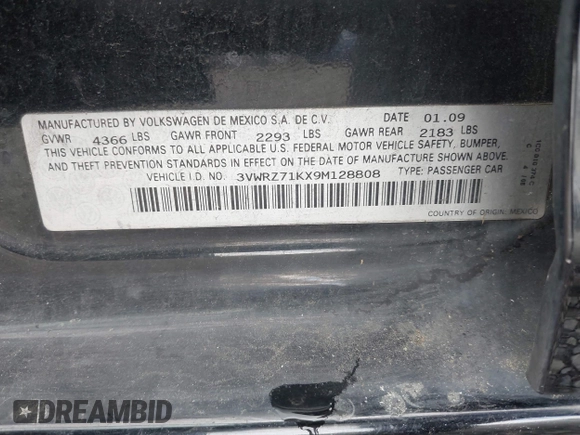 MANUFACTURED BY VOLKSWAGEN DE MEXICO S.A. DE C.V. DATE 01.09
GVWR 4366 LBS GAWR FRONT 2293 LBS GAWR REAR 2183 LBS
THIS VEHICLE CONFORMS TO ALL APPLICABLE U.S. FEDERAL MOTOR VEHICLE SAFETY, BUMPER,
AND THEFT PREVENTION STANDARDS IN EFFECT ON THE DATE OF MANUFACTURE SHOWN ABOVE.
VEHICLE I.D. NO. 3VWRZ71KX9M128808 TYPE: PASSENGER CAR
COUNTRY OF ORIGIN: MEXICO
DREAMBID